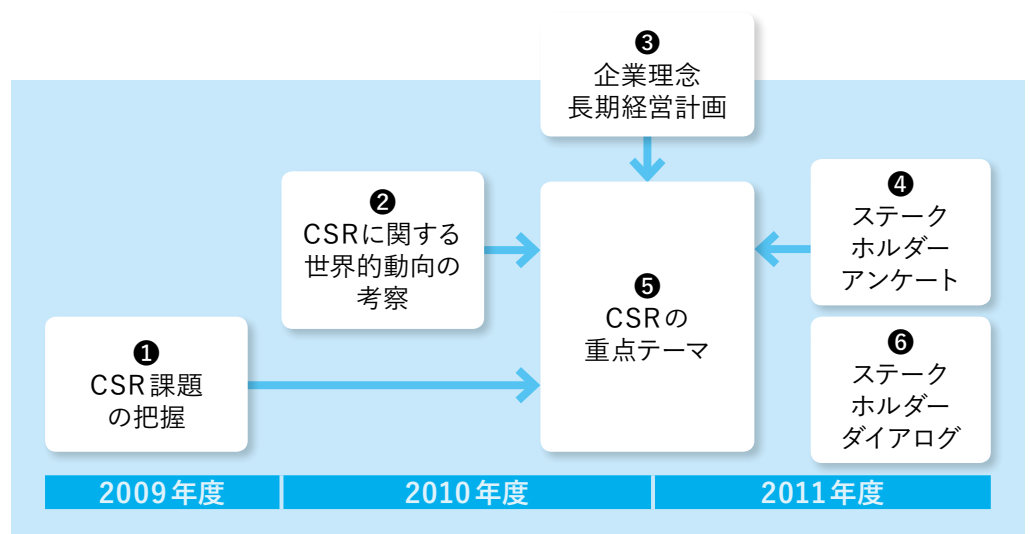 ❸
企業理念
長期経営計画
❷
CSRに関する
世界的動向の
考察
❹
ステーク
ホルダー
アンケート
❺
CSRの
重点テーマ
❶
CSR課題
の把握
❻
ステーク
ホルダー
ダイアログ
2009年度
2010年度
2011年度